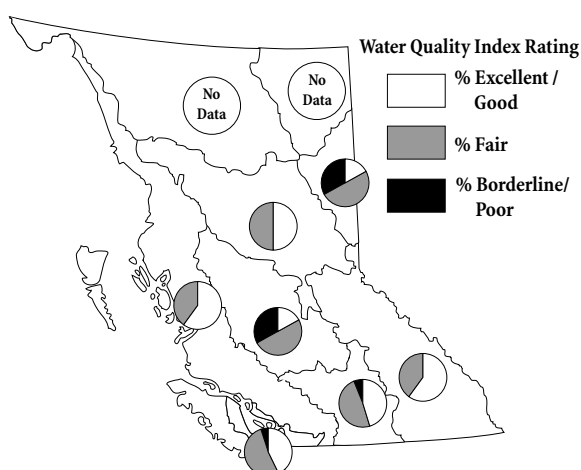 Water Quality Index Rating
No
Data
No
Data
% Excellent /
Good
% Fair
% Borderline/
Poor